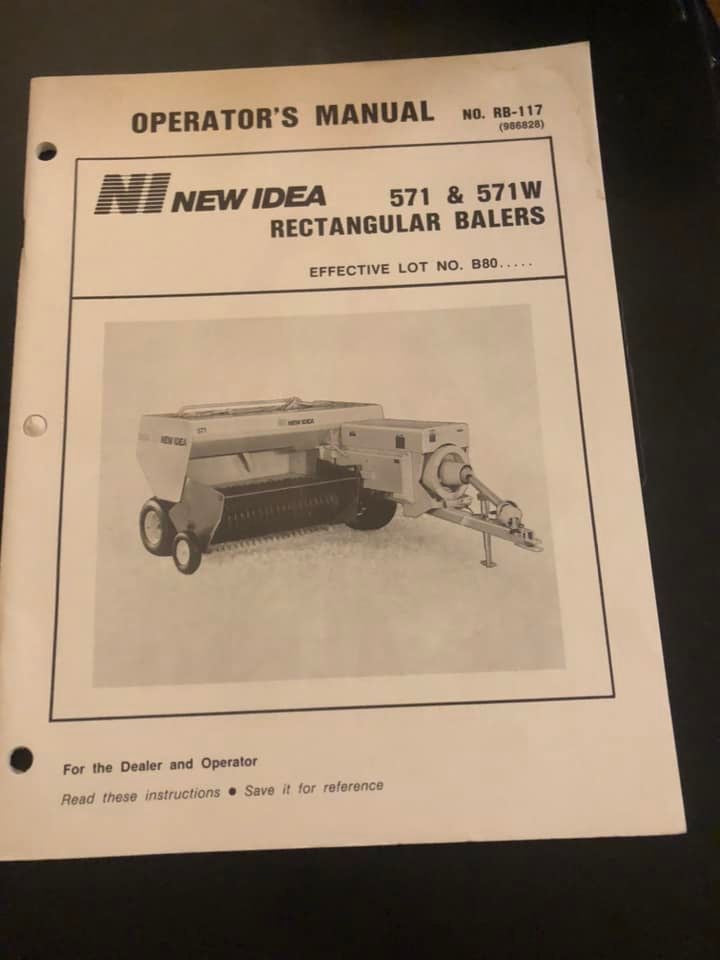 OPERATOR'S MANUAL NO. RB-117
(986828)
NI NEW IDEA 571 & 571W
RECTANGULAR BALERS
EFFECTIVE LOT NO. B80.....
NEW IDEA
571
NEW IDEA
For the Dealer and Operator
Read these instructions ● Save it for reference